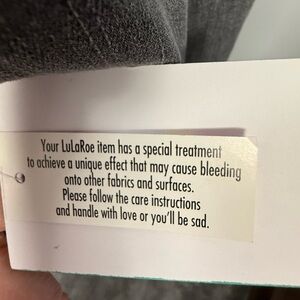 Your LuLaRoe item has a special treatment
to achieve a unique effect that may cause bleeding
onto other fabrics and surfaces.
Please follow the care instructions
and handle with love or you'll be sad.